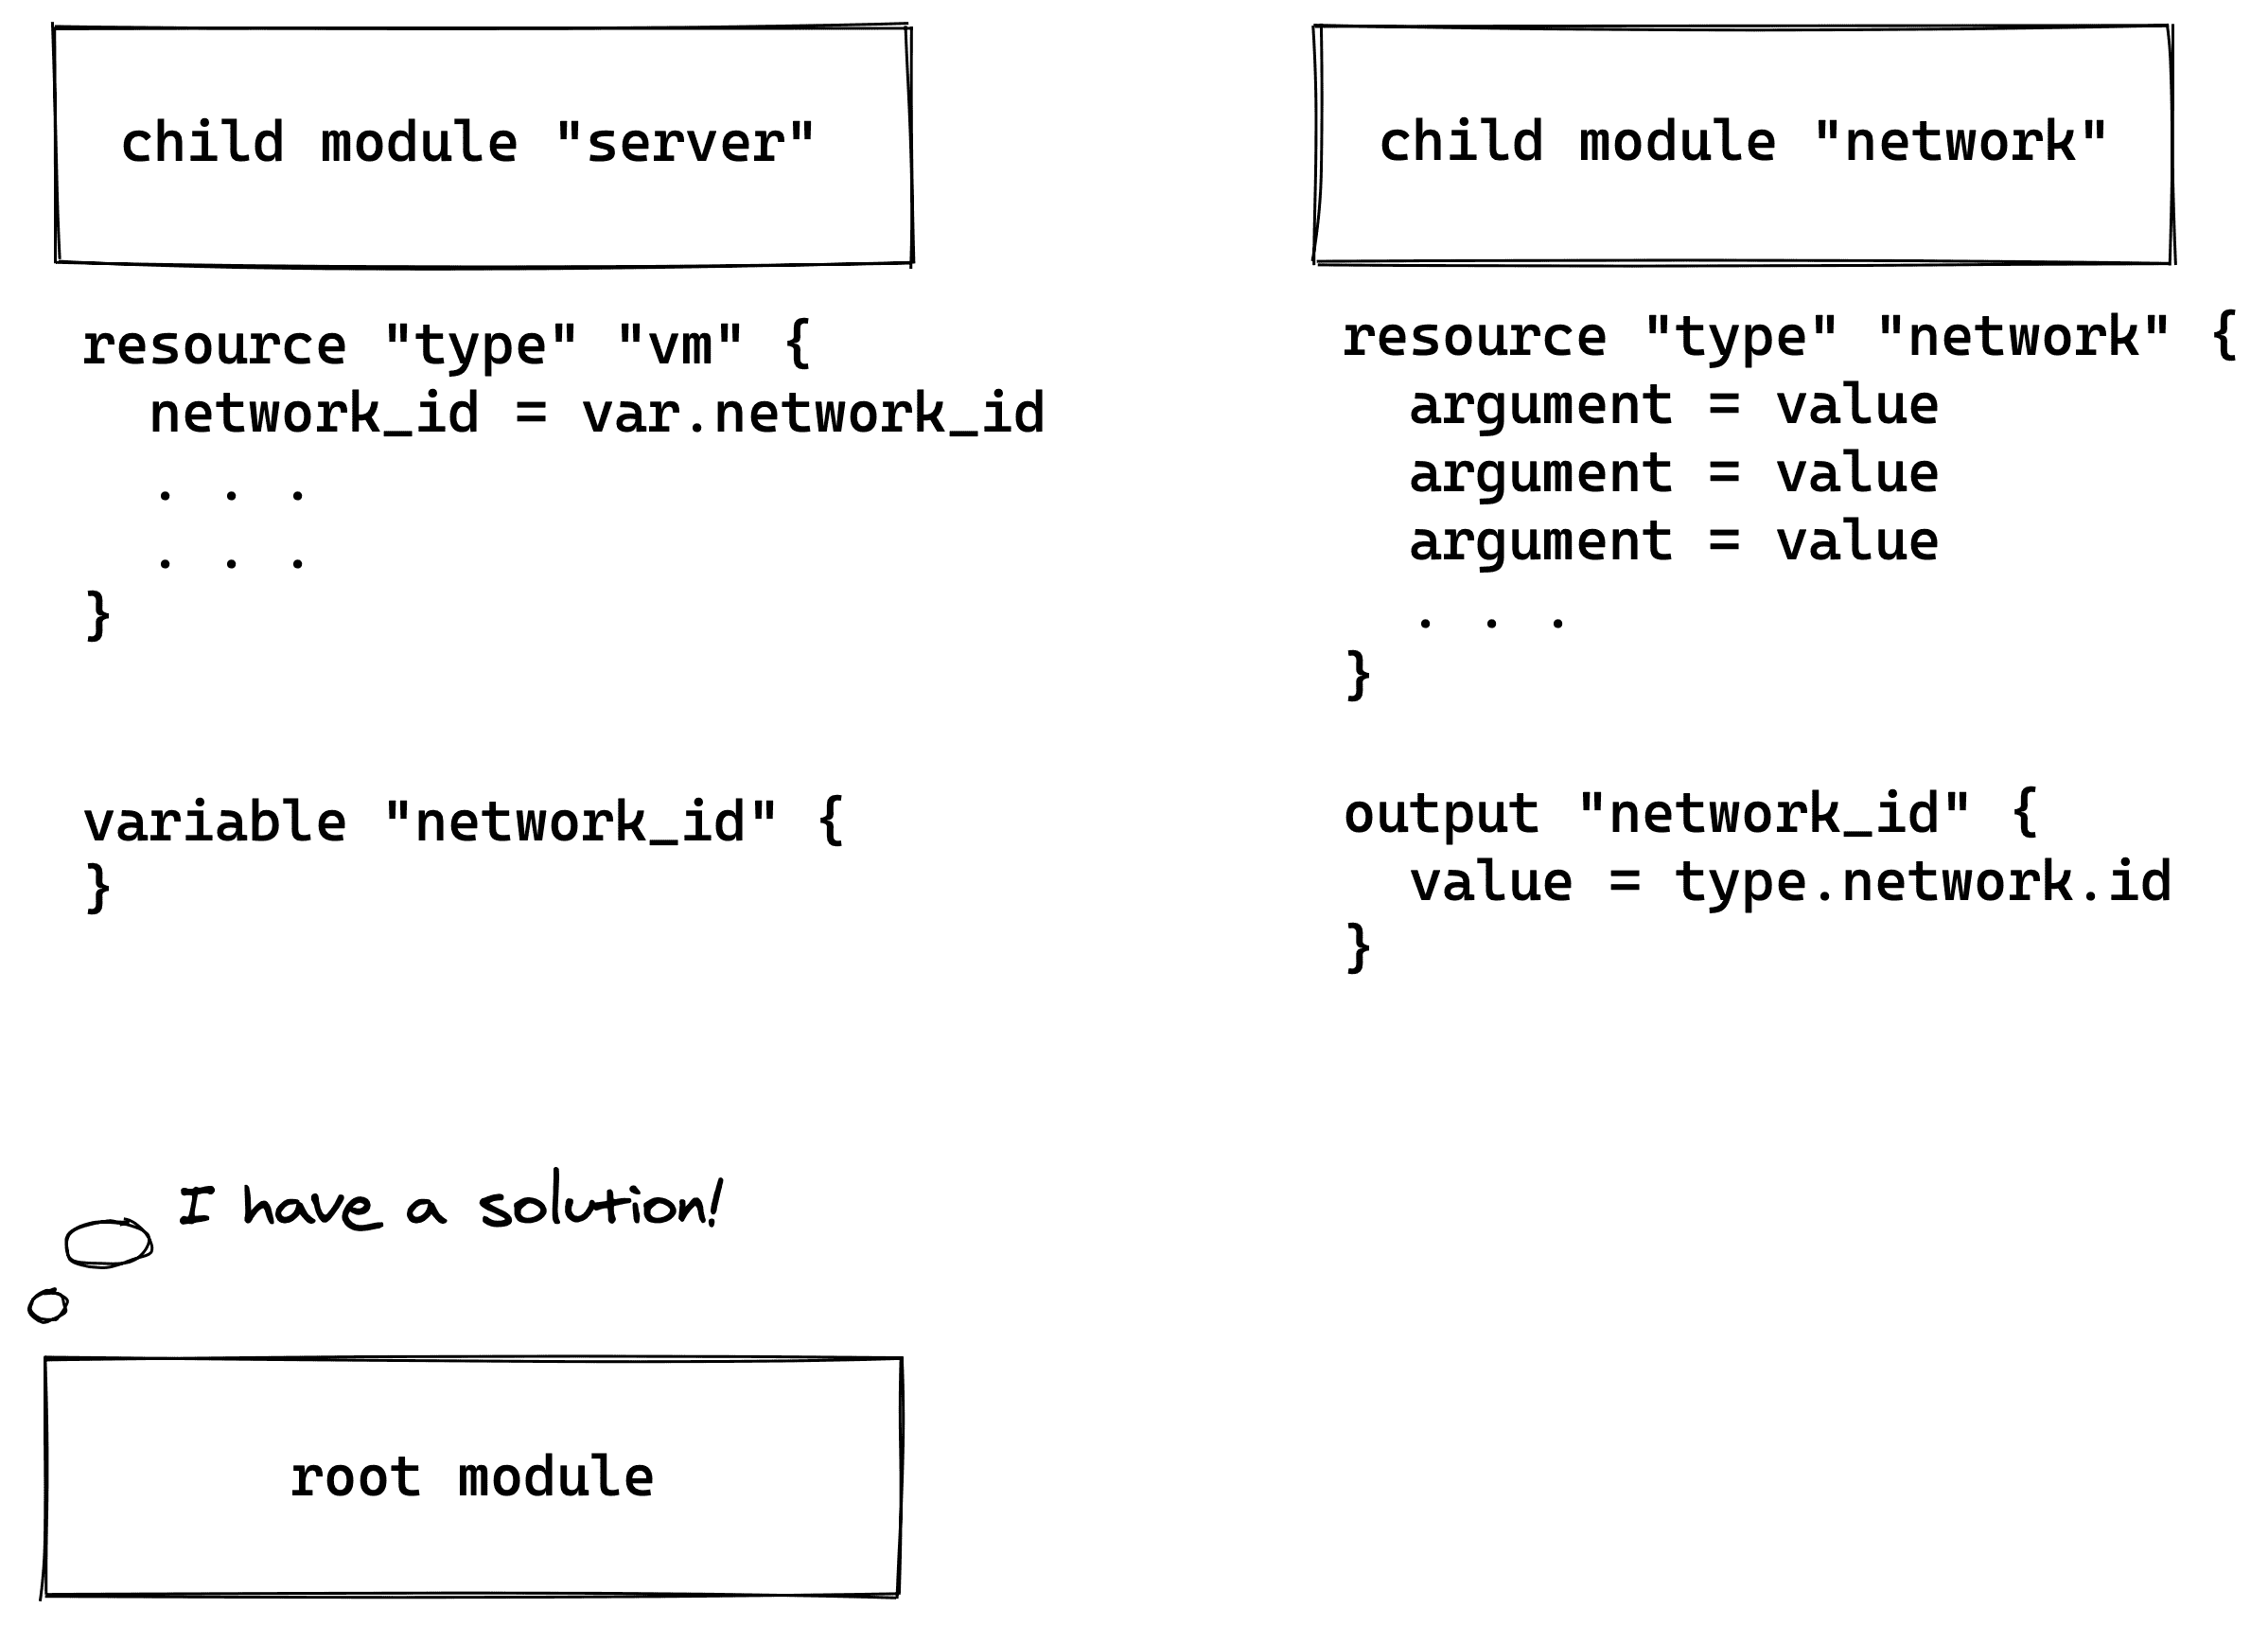 child module "server"
resource "type" "vm" {
  network_id = var.network_id
  . . .
  . . .
}
variable "network_id" {
}
child module "network"
resource "type" "network" {
  argument = value
  argument = value
  argument = value
  . . .
}
output "network_id" {
  value = type.network.id
}
I have a solution!
root module